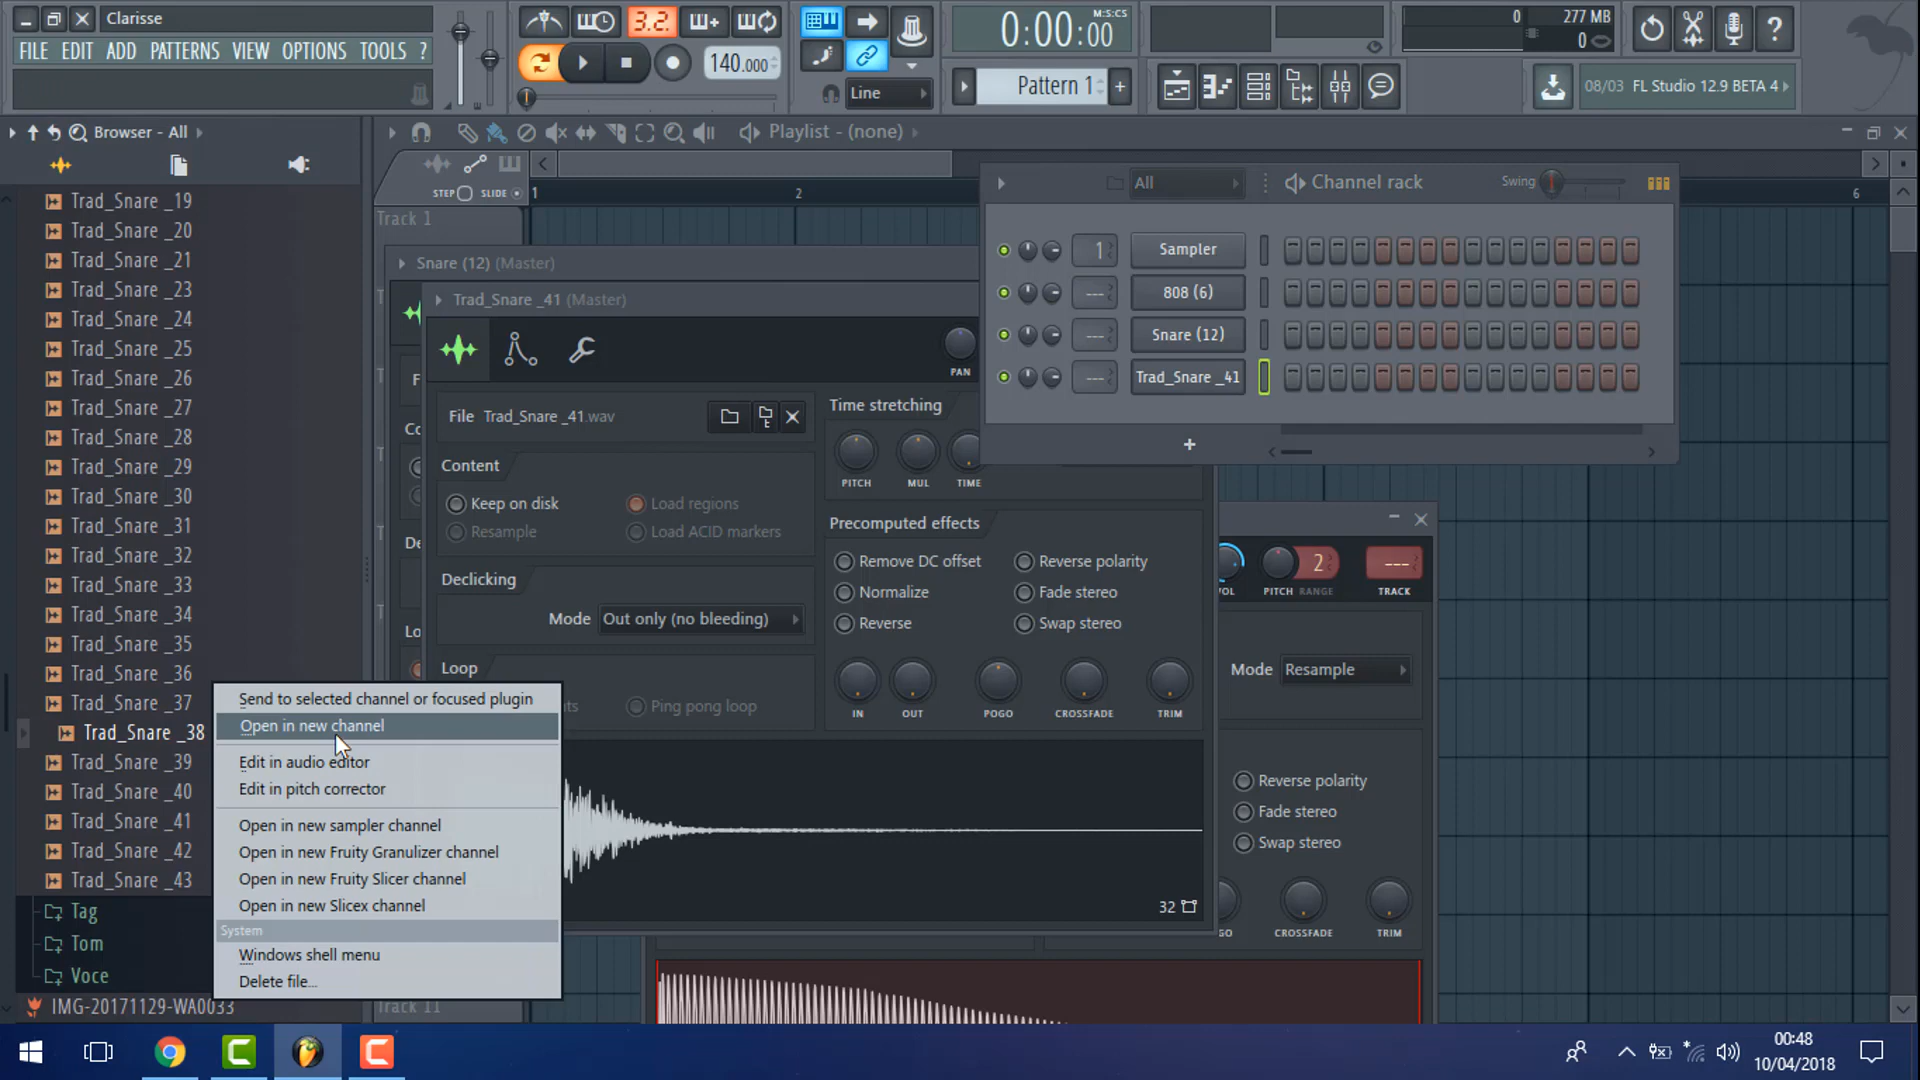 Clarisse
FILE EDIT ADD PATTERNS VIEW OPTIONS TOOLS ?
3.2.
140.000
Line
0:00:00
M:S:CS
Pattern 1
+
0
277 MB
0
?
08/03 FL Studio 12.9 BETA 4
Browser - All
Playlist - (none)
STEP SLIDE
1
2
6
Track 1
Channel rack
All
Swing
1 Sampler
--- 808 (6)
--- Snare (12)
--- Trad_Snare _41
+
Trad_Snare _19
Trad_Snare _20
Trad_Snare _21
Trad_Snare _23
Trad_Snare _24
Trad_Snare _25
Trad_Snare _26
Trad_Snare _27
Trad_Snare _28
Trad_Snare _29
Trad_Snare _30
Trad_Snare _31
Trad_Snare _32
Trad_Snare _33
Trad_Snare _34
Trad_Snare _35
Trad_Snare _36
Trad_Snare _37
Trad_Snare _38
Trad_Snare _39
Trad_Snare _40
Trad_Snare _41
Trad_Snare _42
Trad_Snare _43
Tag
Tom
Voce
IMG-20171129-WA0033
Snare (12) (Master)
Trad_Snare _41 (Master)
PAN
File Trad_Snare _41.wav
Content
Keep on disk
Load regions
Resample
Load ACID markers
Declicking
Mode Out only (no bleeding)
Loop
Ping pong loop
Time stretching
PITCH MUL TIME
Precomputed effects
Remove DC offset
Reverse polarity
Normalize
Fade stereo
Reverse
Swap stereo
IN OUT POGO CROSSFADE TRIM
32
Send to selected channel or focused plugin
Open in new channel
Edit in audio editor
Edit in pitch corrector
Open in new sampler channel
Open in new Fruity Granulizer channel
Open in new Fruity Slicer channel
Open in new Slicex channel
System
Windows shell menu
Delete file...
2
---
PITCH RANGE TRACK
Mode Resample
Reverse polarity
Fade stereo
Swap stereo
CROSSFADE TRIM
Track 11
00:48
10/04/2018